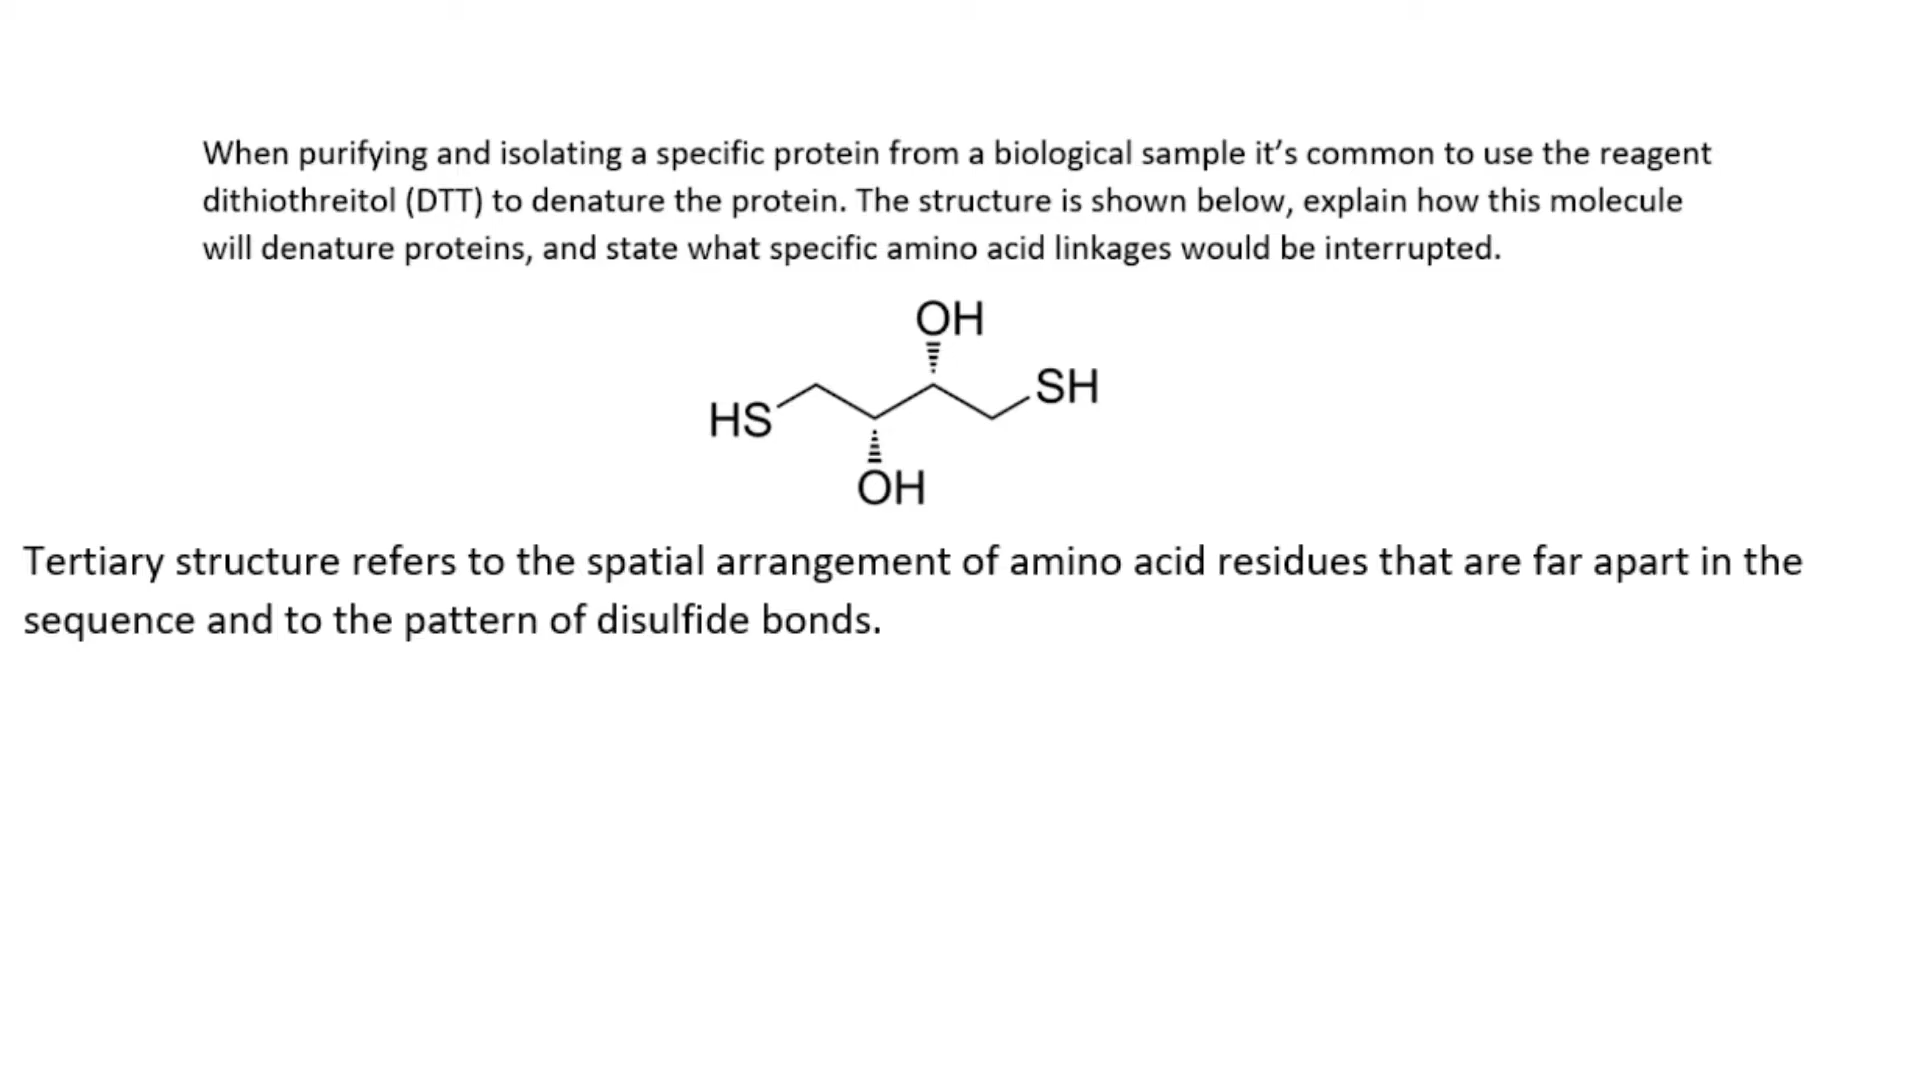 When purifying and isolating a specific protein from a biological sample it’s common to use the reagent
dithiothreitol (DTT) to denature the protein. The structure is shown below, explain how this molecule
will denature proteins, and state what specific amino acid linkages would be interrupted.
OH
SH
HS
OH
Tertiary structure refers to the spatial arrangement of amino acid residues that are far apart in the
sequence and to the pattern of disulfide bonds.